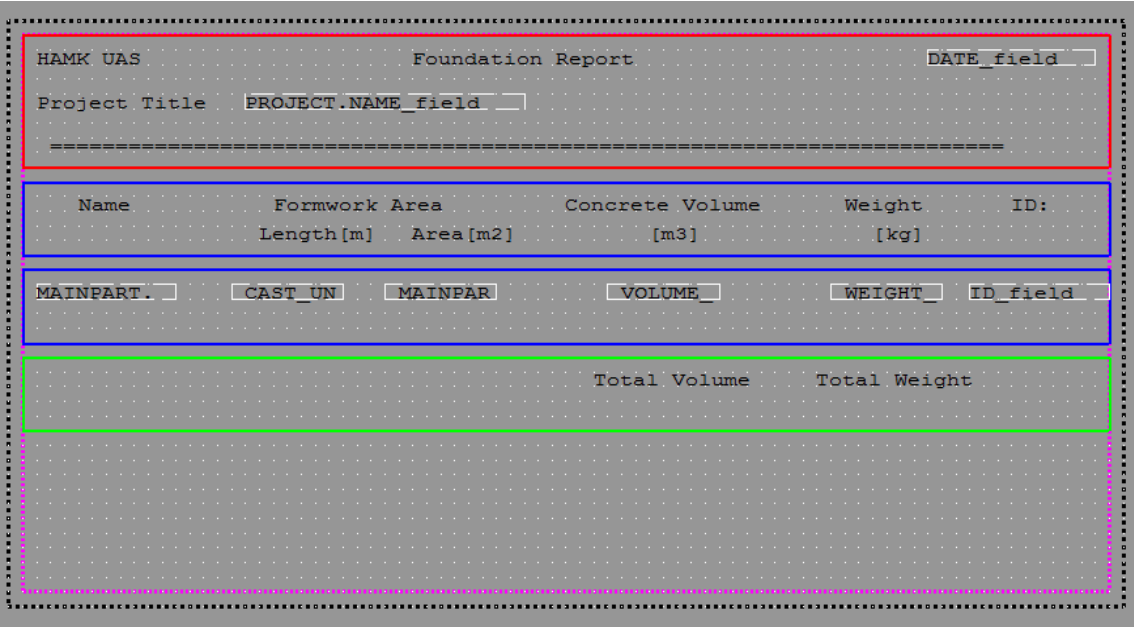 HAMK UAS Foundation Report DATE_field
Project Title PROJECT.NAME_field
==========================================================================
Name Formwork Area Concrete Volume Weight ID:
Length[m] Area[m2] [m3] [kg]
MAINPART. CAST_UN MAINPAR VOLUME_ WEIGHT_ ID_field
Total Volume Total Weight